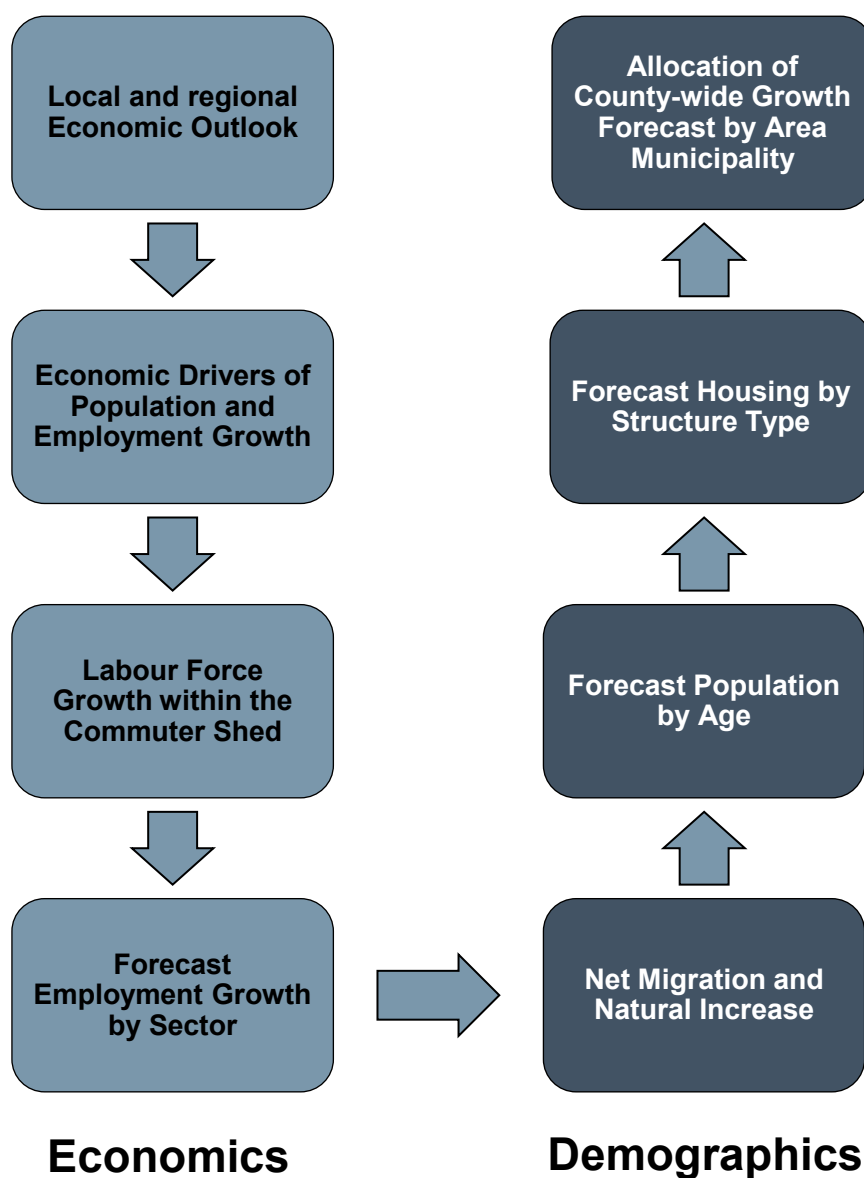 Local and regional
Economic Outlook
Economic Drivers of
Population and
Employment Growth
Labour Force
Growth within the
Commuter Shed
Forecast
Employment Growth
by Sector
Economics
Allocation of
County-wide Growth
Forecast by Area
Municipality
Forecast Housing by
Structure Type
Forecast Population
by Age
Net Migration and
Natural Increase
Demographics